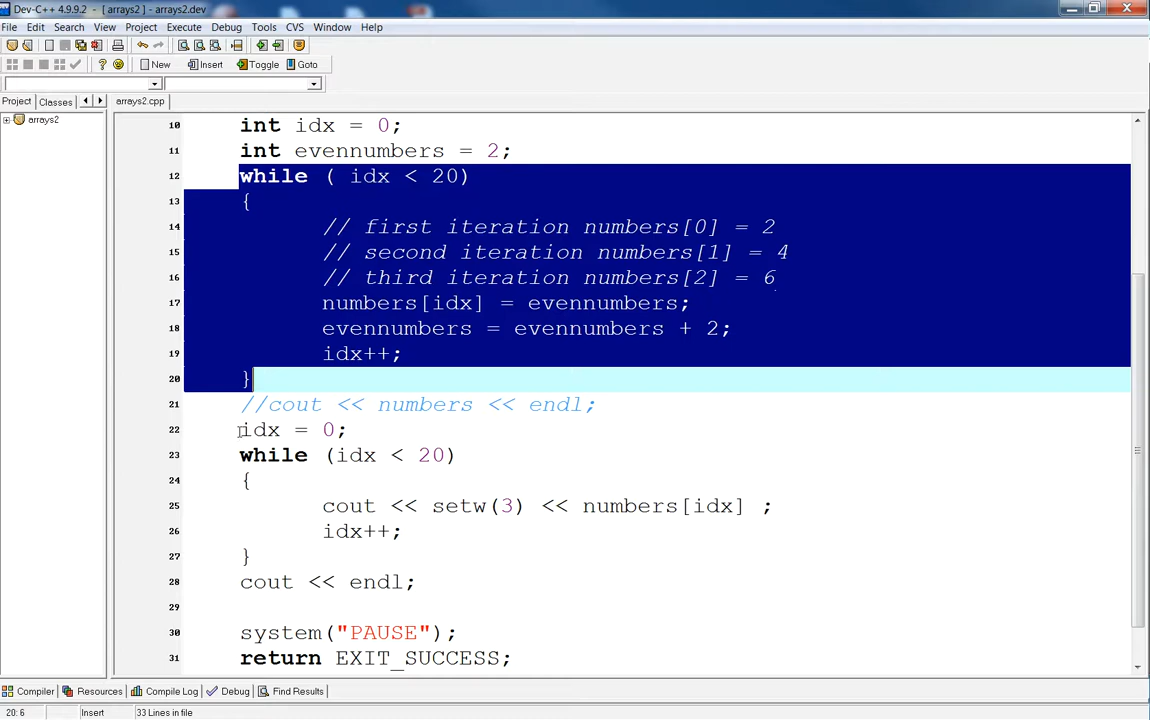 Dev-C++ 4.9.9.2 - [ arrays2 ] - arrays2.dev
File Edit Search View Project Execute Debug Tools CVS Window Help
New Insert Toggle Goto
Project Classes arrays2.cpp
arrays2
10 int idx = 0;
11 int evennumbers = 2;
12 while ( idx < 20)
13 {
14 // first iteration numbers[0] = 2
15 // second iteration numbers[1] = 4
16 // third iteration numbers[2] = 6
17 numbers[idx] = evennumbers;
18 evennumbers = evennumbers + 2;
19 idx++;
20 }
21 //cout << numbers << endl;
22 idx = 0;
23 while (idx < 20)
24 {
25 cout << setw(3) << numbers[idx] ;
26 idx++;
27 }
28 cout << endl;
29
30 system("PAUSE");
31 return EXIT_SUCCESS;
Compiler Resources Compile Log Debug Find Results
20: 6 Insert 33 Lines in file